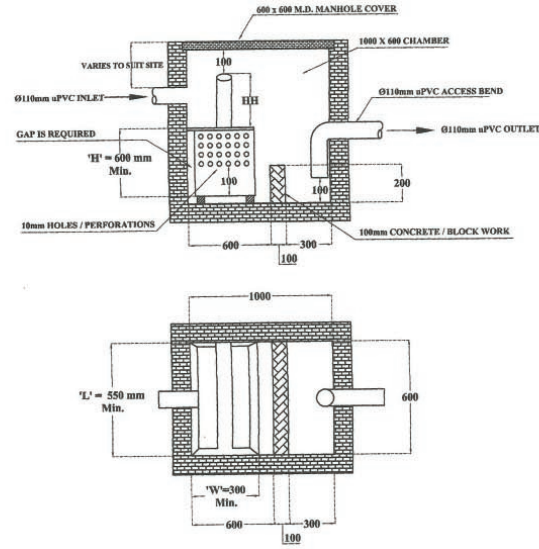 600 x 600 M.D. MANHOLE COVER
100
1000 X 600 CHAMBER
VARIES TO SUIT SITE
HH
Ø110mm uPVC ACCESS BEND
Ø110mm uPVC INLET
Ø110mm uPVC OUTLET
GAP IS REQUIRED
'H' = 600 mm
Min.
100
100
200
10mm HOLES / PERFORATIONS
100mm CONCRETE / BLOCK WORK
600
300
100
1000
'L' = 550 mm
Min.
600
'W'=300
Min.
600
300
100